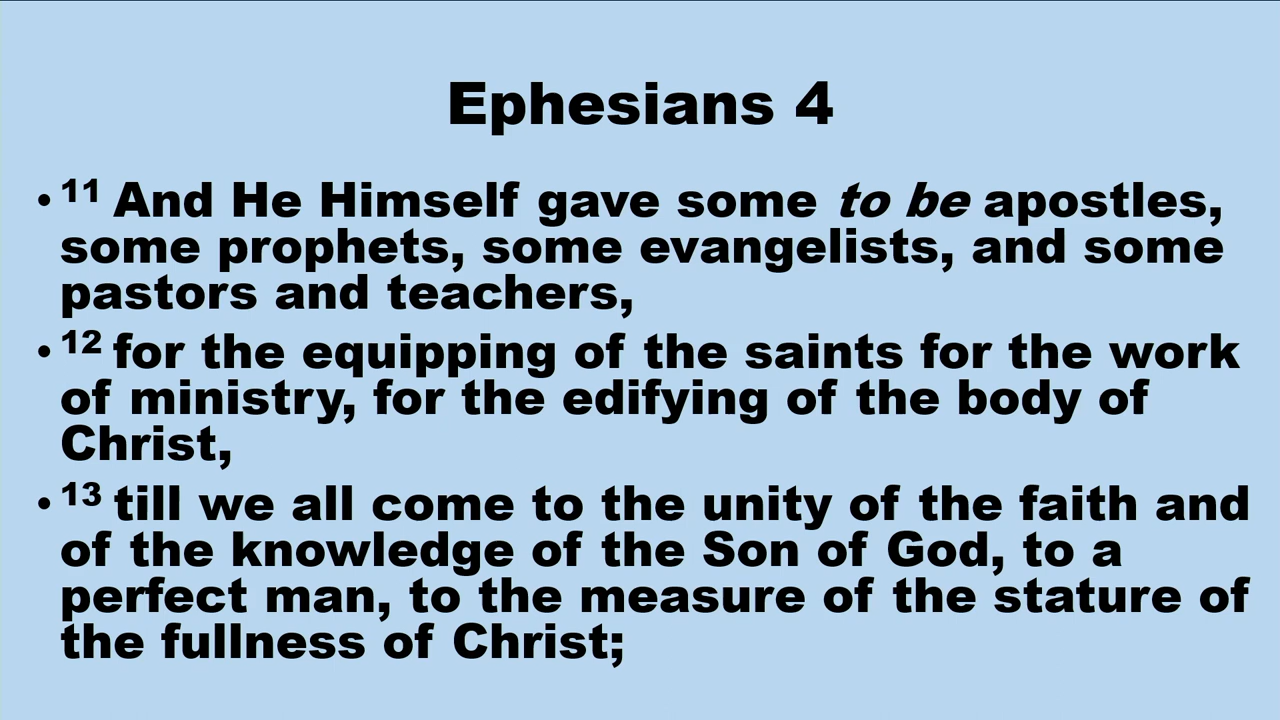 Ephesians 4
• 11 And He Himself gave some to be apostles,
some prophets, some evangelists, and some
pastors and teachers,
• 12 for the equipping of the saints for the work
of ministry, for the edifying of the body of
Christ,
• 13 till we all come to the unity of the faith and
of the knowledge of the Son of God, to a
perfect man, to the measure of the stature of
the fullness of Christ;